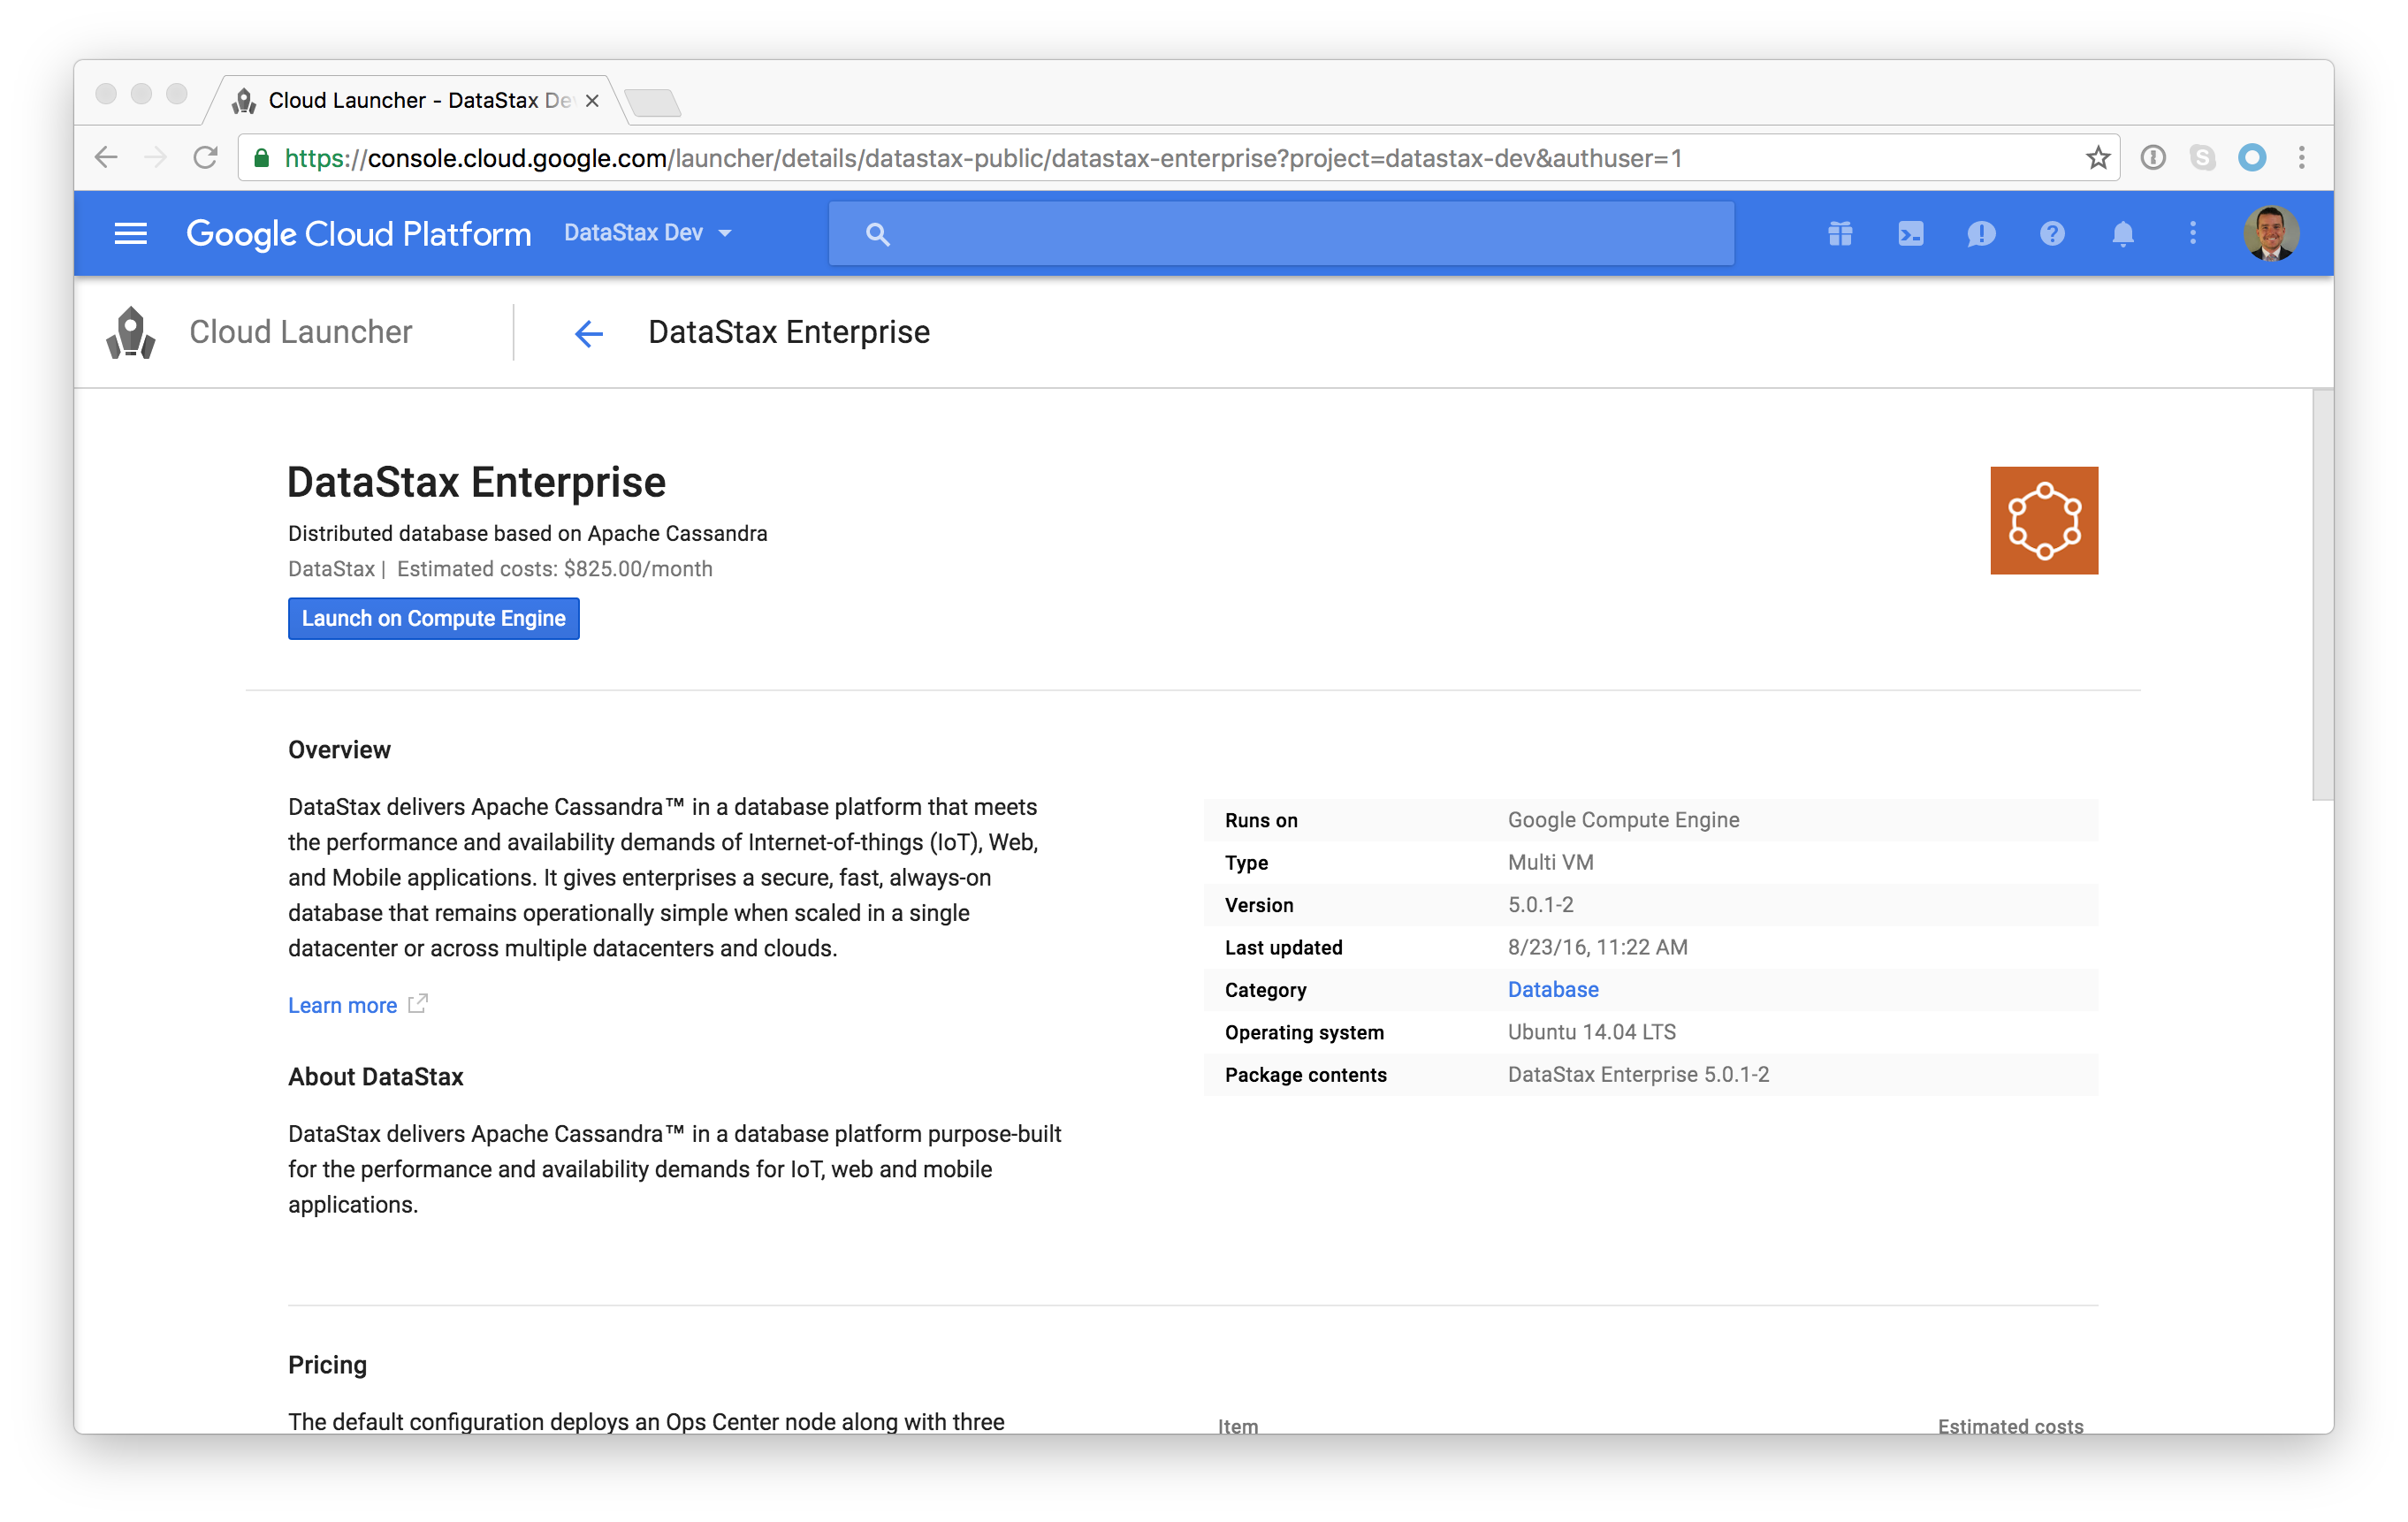 Cloud Launcher - DataStax De
https://console.cloud.google.com/launcher/details/datastax-public/datastax-enterprise?project=datastax-dev&authuser=1
Google Cloud Platform DataStax Dev
Cloud Launcher DataStax Enterprise
DataStax Enterprise
Distributed database based on Apache Cassandra
DataStax | Estimated costs: $825.00/month
Launch on Compute Engine
Overview
DataStax delivers Apache Cassandra™ in a database platform that meets
the performance and availability demands of Internet-of-things (IoT), Web,
and Mobile applications. It gives enterprises a secure, fast, always-on
database that remains operationally simple when scaled in a single
datacenter or across multiple datacenters and clouds.
Learn more
About DataStax
DataStax delivers Apache Cassandra™ in a database platform purpose-built
for the performance and availability demands for IoT, web and mobile
applications.
Runs on Google Compute Engine
Type Multi VM
Version 5.0.1-2
Last updated 8/23/16, 11:22 AM
Category Database
Operating system Ubuntu 14.04 LTS
Package contents DataStax Enterprise 5.0.1-2
Pricing
The default configuration deploys an Ops Center node along with three
Item Estimated costs